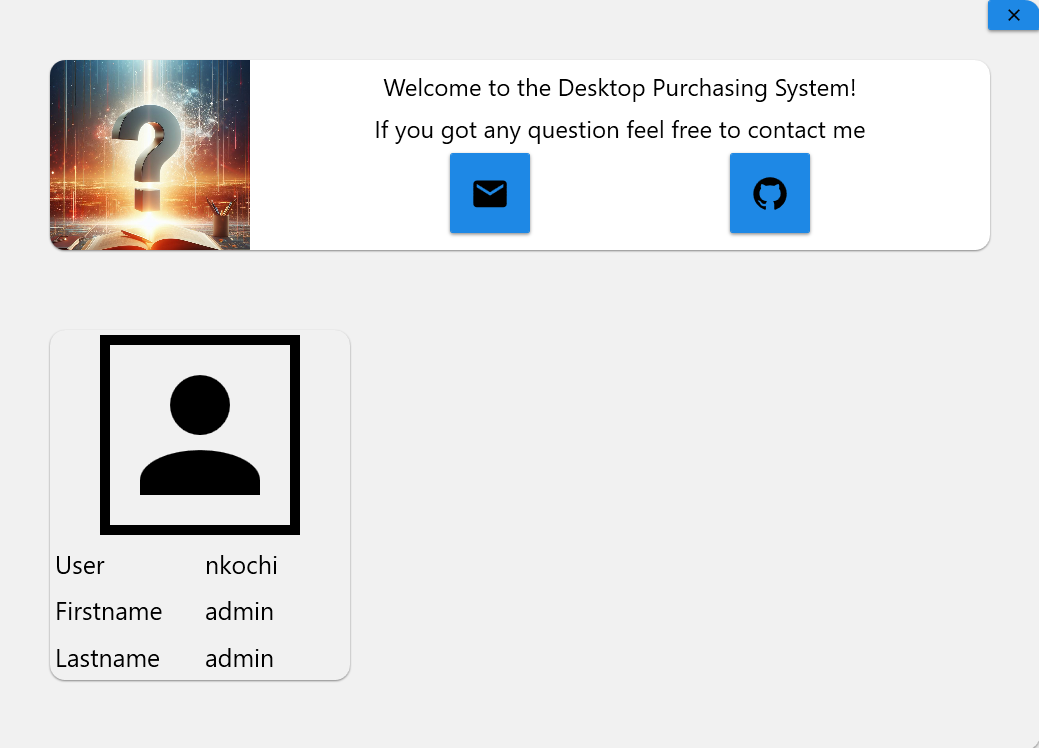 Welcome to the Desktop Purchasing System!
If you got any question feel free to contact me
User nkochi
Firstname admin
Lastname admin